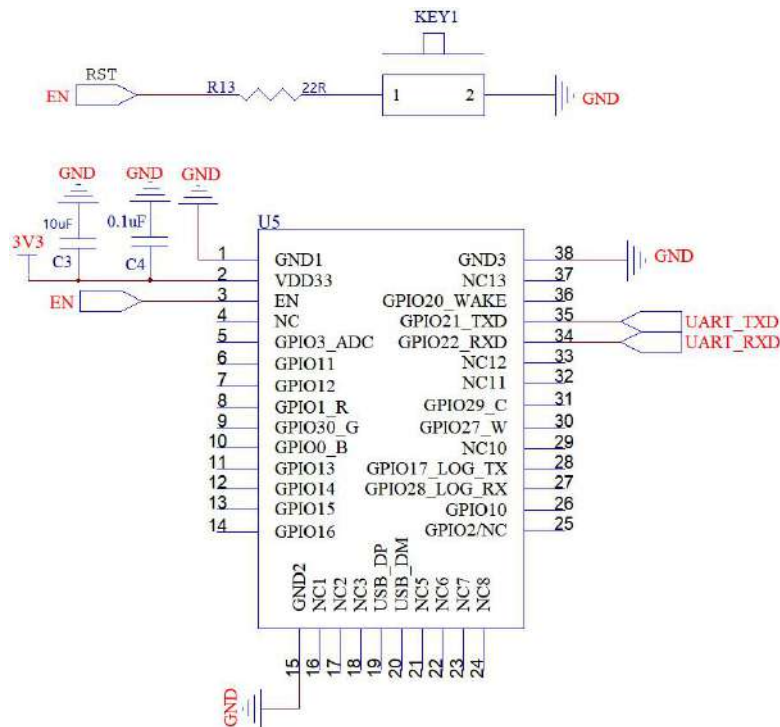 KEY1
RST
EN
R13
22R
1
2
GND
GND
GND
GND
10uF
0.1uF
3V3
C3
C4
U5
1 GND1
2 VDD33
EN 3 EN
4 NC
5 GPIO3_ADC
6 GPIO11
7 GPIO12
8 GPIO1_R
9 GPIO30_G
10 GPIO0_B
11 GPIO13
12 GPIO14
13 GPIO15
14 GPIO16
GND3 38 GND
NC13 37
GPIO20_WAKE 36
GPIO21_TXD 35 UART_TXD
GPIO22_RXD 34 UART_RXD
NC12 33
NC11 32
GPIO29_C 31
GPIO27_W 30
NC10 29
GPIO17_LOG_TX 28
GPIO28_LOG_RX 27
GPIO10 26
GPIO2/NC 25
GND2 15
NC1 16
NC2 17
NC3 18
USB_DP 19
USB_DM 20
NC5 21
NC6 22
NC7 23
NC8 24
GND